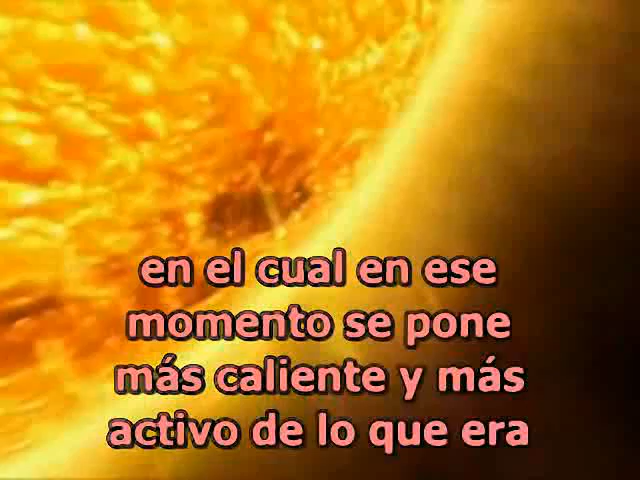 en el cual en ese
momento se pone
más caliente y más
activo de lo que era